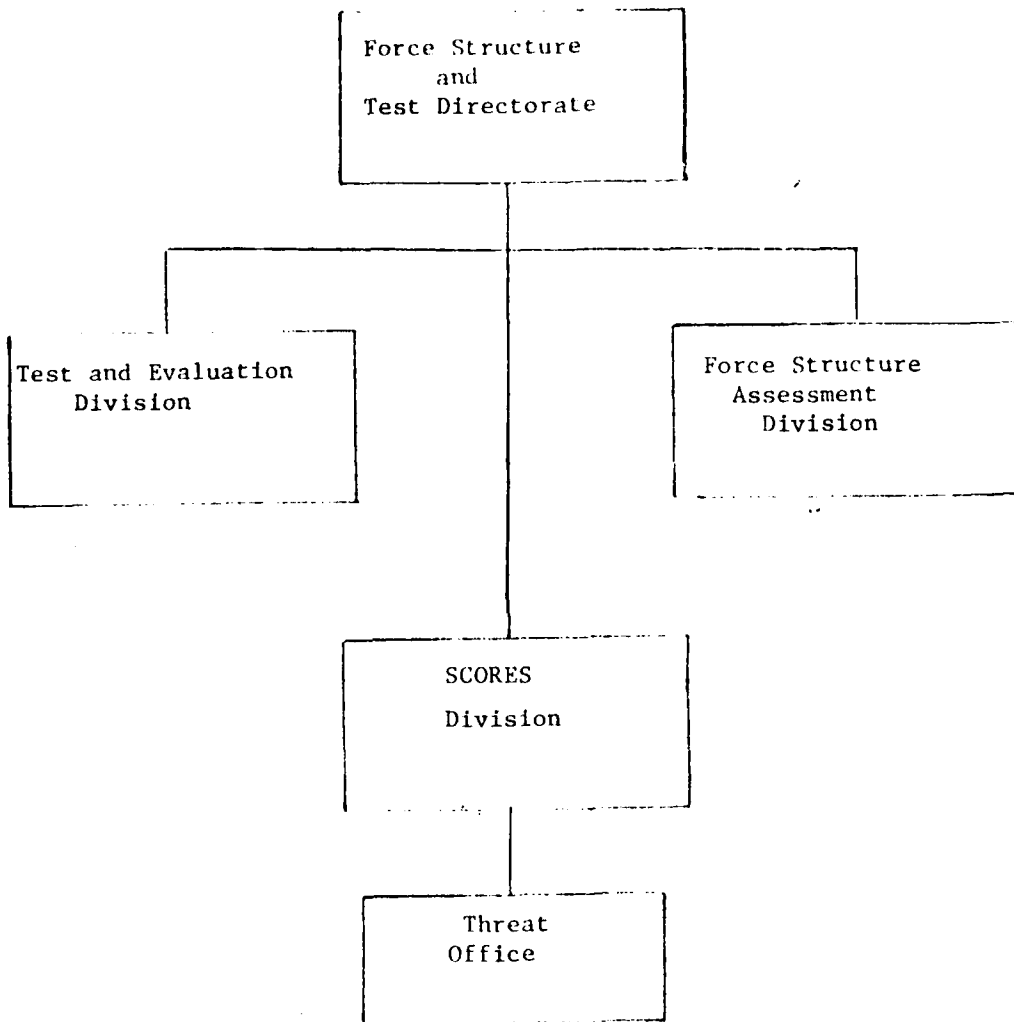 Force Structure
and
Test Directorate
Test and Evaluation
Division
Force Structure
Assessment
Division
SCORES
Division
Threat
Office